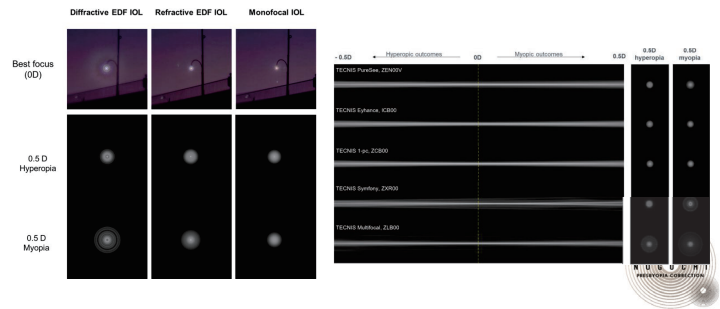 Diffractive EDF IOL Refractive EDF IOL Monofocal IOL
Best focus
(0D)
0.5 D
Hyperopia
0.5 D
Myopia
- 0.5D Hyperopic outcomes 0D Myopic outcomes 0.5D
0.5D
hyperopia
0.5D
myopia
TECNIS PureSee, ZEN00V
TECNIS Eyhance, ICB00
TECNIS 1-pc, ZCB00
TECNIS Symfony, ZXR00
TECNIS Multifocal, ZLB00
PRESBYOPIA CORRECTION